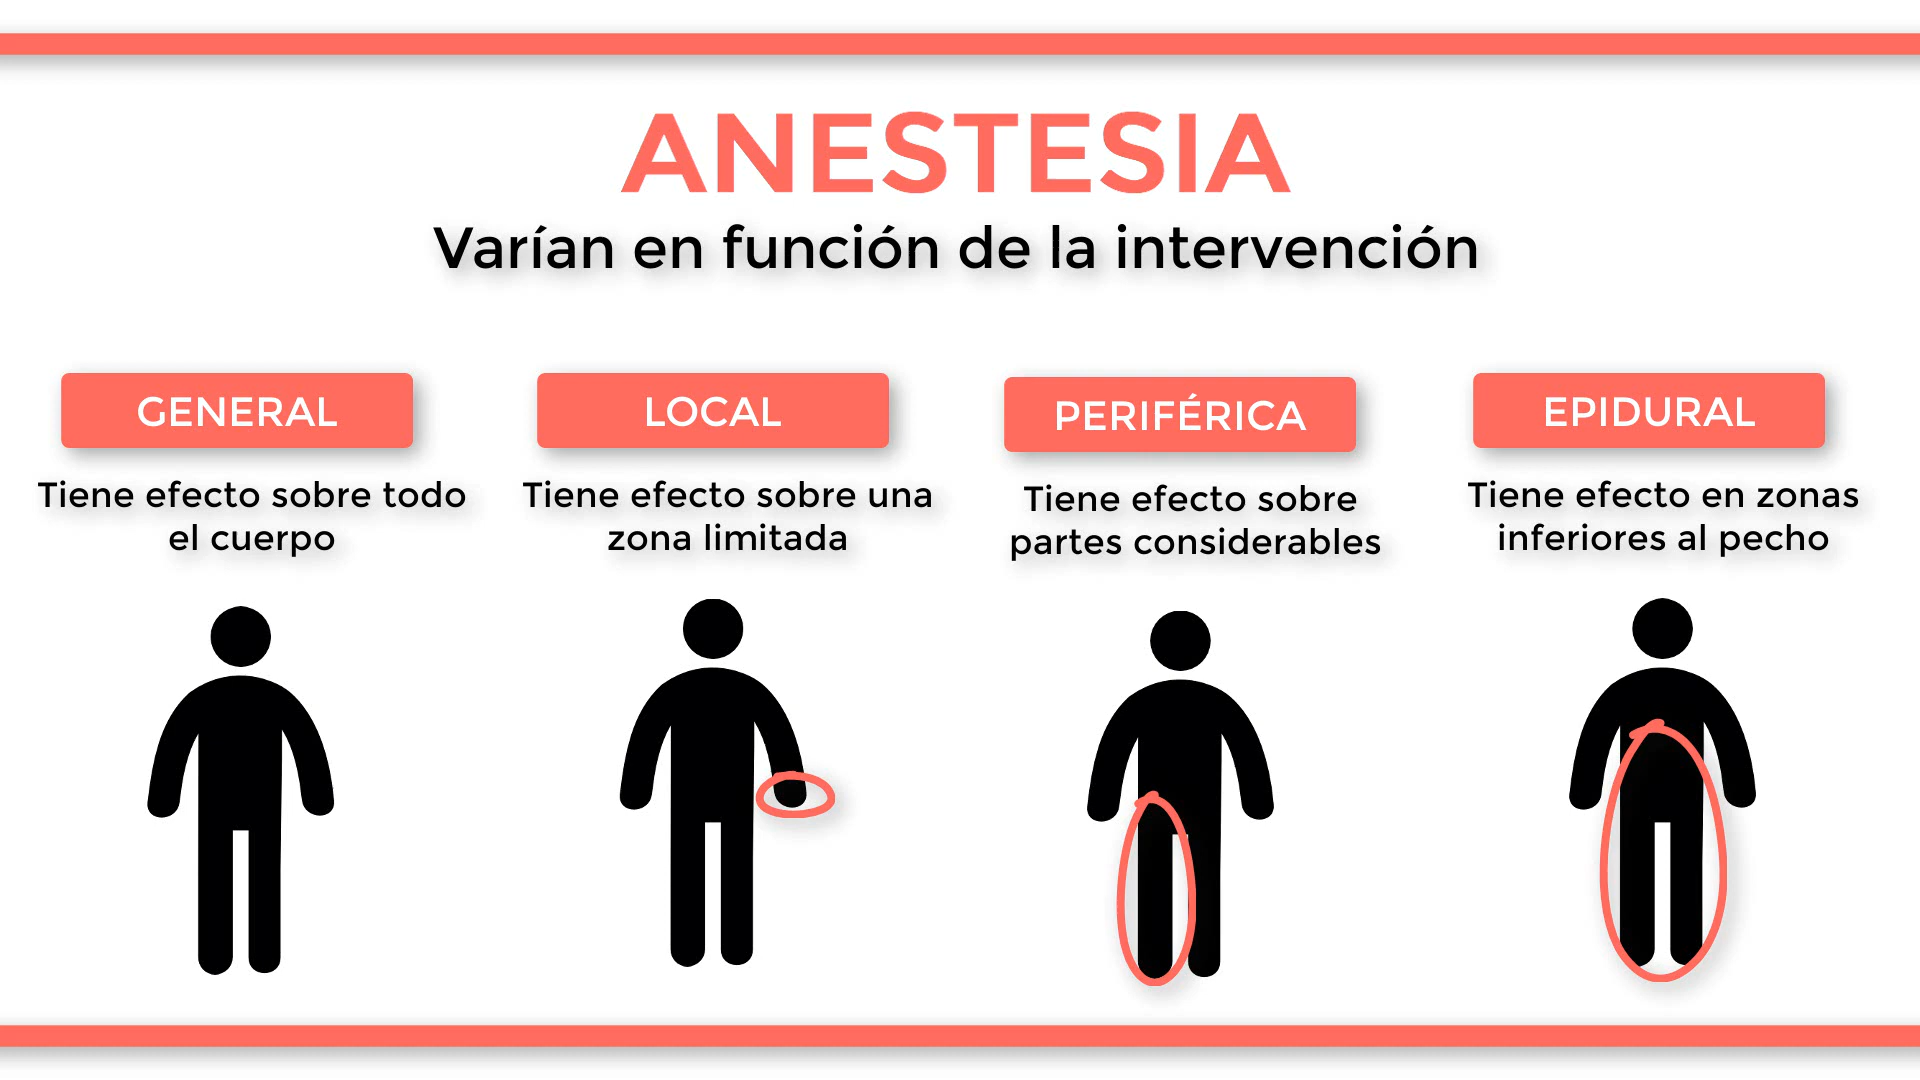 ANESTESIA
Varían en función de la intervención
GENERAL
Tiene efecto sobre todo
el cuerpo
LOCAL
Tiene efecto sobre una
zona limitada
PERIFÉRICA
Tiene efecto sobre
partes considerables
EPIDURAL
Tiene efecto en zonas
inferiores al pecho